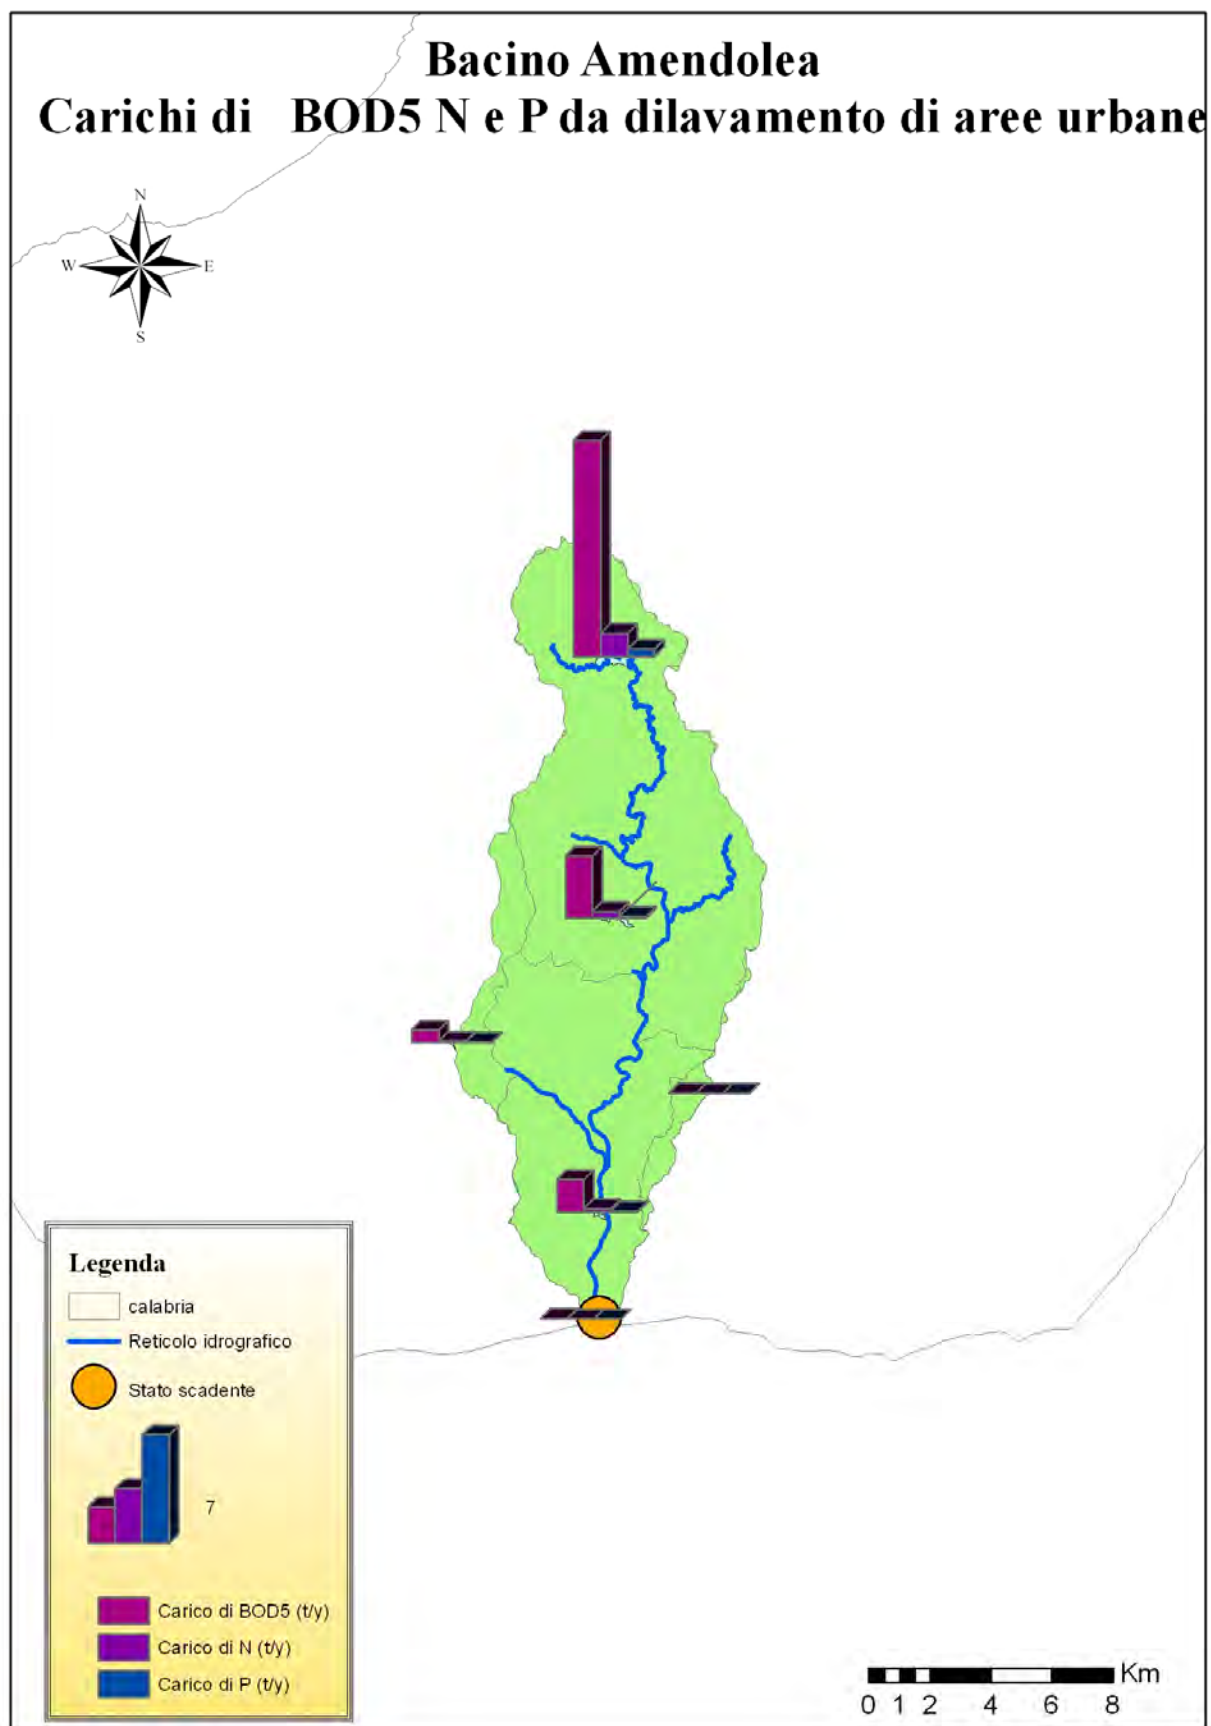 Bacino Amendolea
Carichi di BOD5 N e P da dilavamento di aree urbane
N
W E
S
Legenda
calabria
Reticolo idrografico
Stato scadente
7
Carico di BOD5 (t/y)
Carico di N (t/y)
Carico di P (t/y)
Km
0 1 2 4 6 8